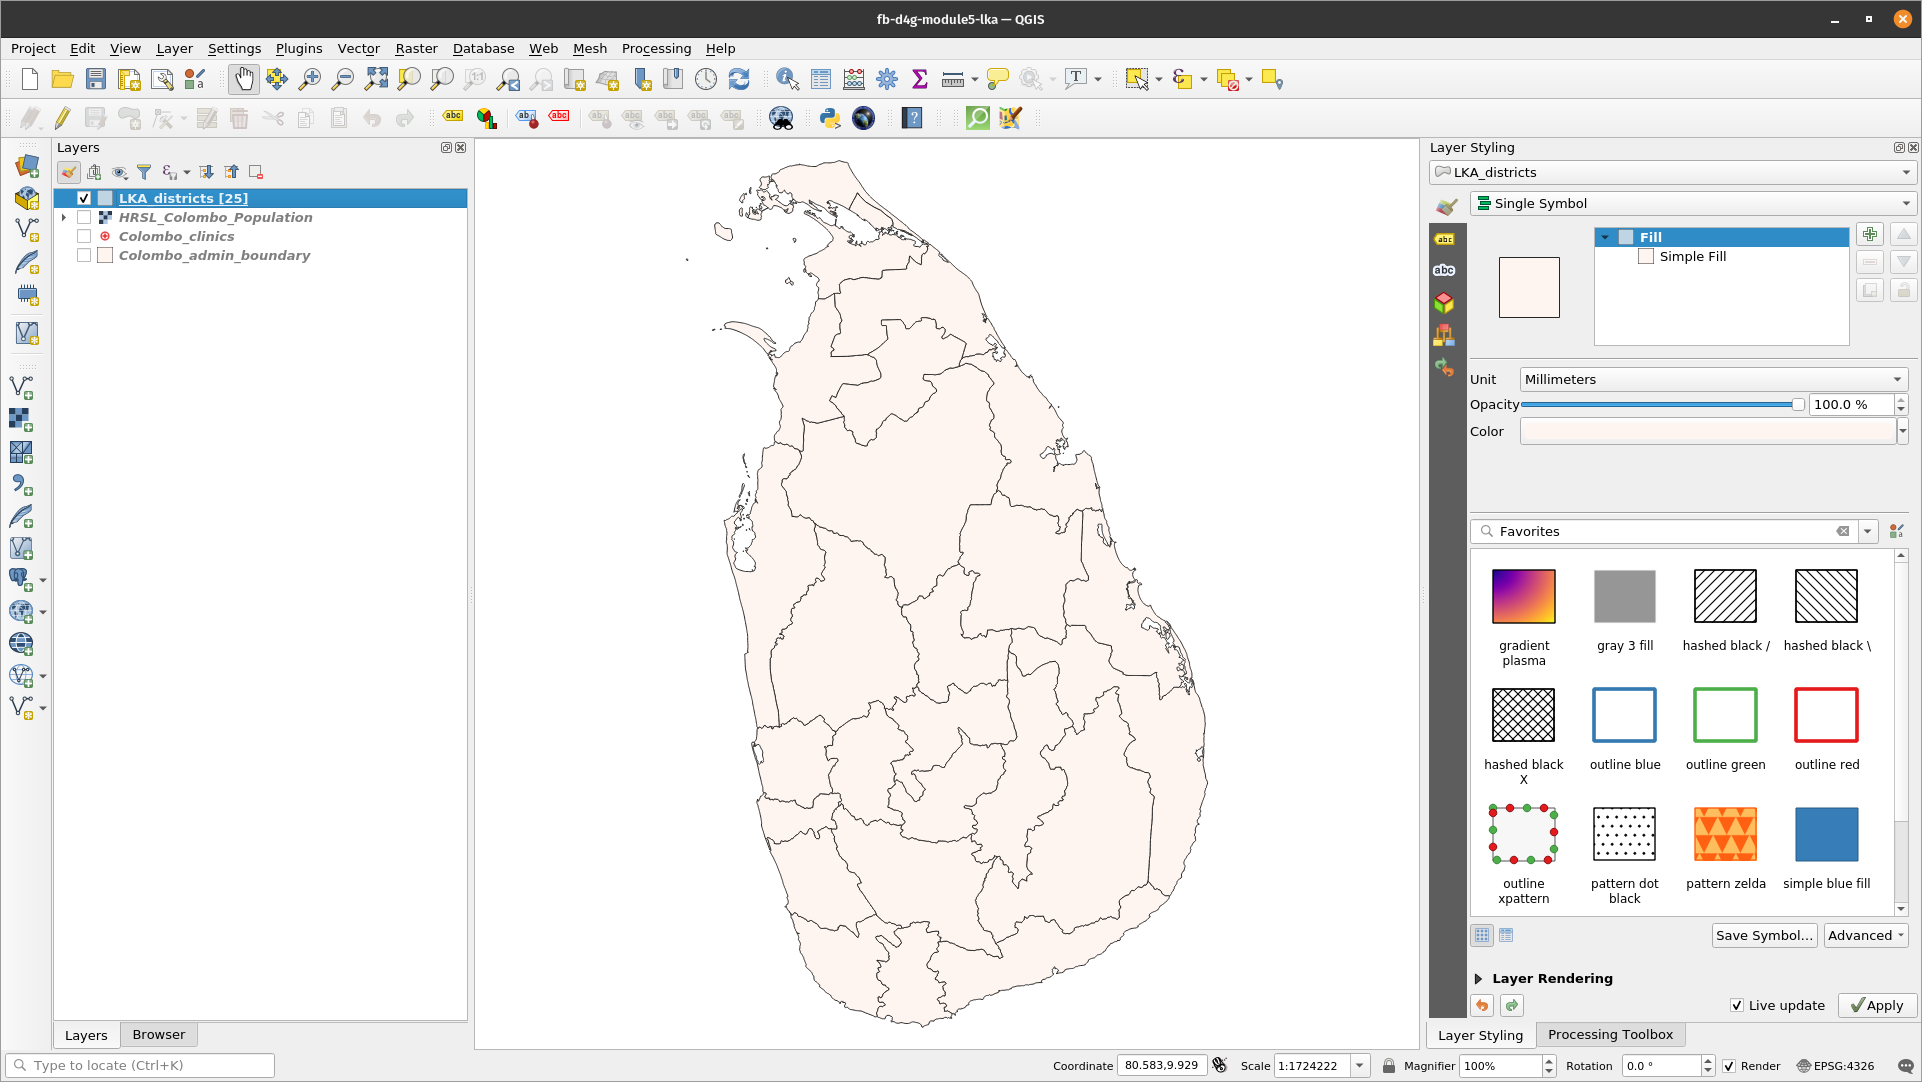 fb-d4g-module5-lka — QGIS
Project Edit View Layer Settings Plugins Vector Raster Database Web Mesh Processing Help
Layers
LKA_districts [25]
HRSL_Colombo_Population
Colombo_clinics
Colombo_admin_boundary
Layers Browser
Layer Styling
LKA_districts
Single Symbol
Fill
Simple Fill
Unit Millimeters
Opacity 100.0 %
Color
Favorites
gradient plasma
gray 3 fill
hashed black /
hashed black \
hashed black X
outline blue
outline green
outline red
outline xpattern
pattern dot black
pattern zelda
simple blue fill
Save Symbol... Advanced
Layer Rendering
Live update Apply
Layer Styling Processing Toolbox
Type to locate (Ctrl+K) Coordinate 80.583,9.929 Scale 1:1724222 Magnifier 100% Rotation 0.0 ° Render EPSG:4326